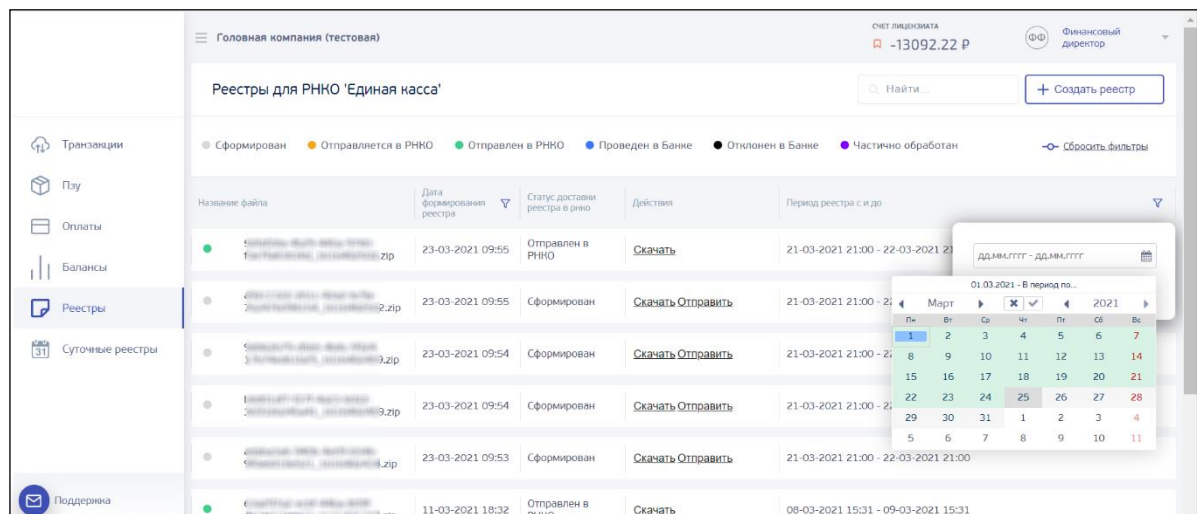 Головная компания (тестовая)
СЧЕТ ЛИЦЕНЗИАТА
-13092.22 ₽
ФФ
Финансовый
директор
Реестры для РНКО 'Единая касса'
Найти...
+ Создать реестр
Транзакции
Пзу
Оплаты
Балансы
Реестры
31 Суточные реестры
Поддержка
Сформирован Отправляется в РНКО Отправлен в РНКО Проведен в Банке Отклонен в Банке Частично обработан Сбросить фильтры
Название файла
Дата
формирования
реестра
Статус доставки
реестра в рнко
Действия
Период реестра с и до
zip
23-03-2021 09:55
Отправлен в
РНКО
Скачать
21-03-2021 21:00 - 22-03-2021 21
2.zip
23-03-2021 09:55
Сформирован
Скачать Отправить
21-03-2021 21:00 - 22
9.zip
23-03-2021 09:54
Сформирован
Скачать Отправить
21-03-2021 21:00 - 22
9.zip
23-03-2021 09:54
Сформирован
Скачать Отправить
21-03-2021 21:00 - 22
.zip
23-03-2021 09:53
Сформирован
Скачать Отправить
21-03-2021 21:00 - 22-03-2021 21:00
11-03-2021 18:32
Отправлен в
РНКО
Скачать
08-03-2021 15:31 - 09-03-2021 15:31
дд.мм.гггг - дд.мм.гггг
01.03.2021 - В период по...
Март 2021
Пн Вт Ср Чт Пт Сб Вс
1 2 3 4 5 6 7
8 9 10 11 12 13 14
15 16 17 18 19 20 21
22 23 24 25 26 27 28
29 30 31 1 2 3 4
5 6 7 8 9 10 11